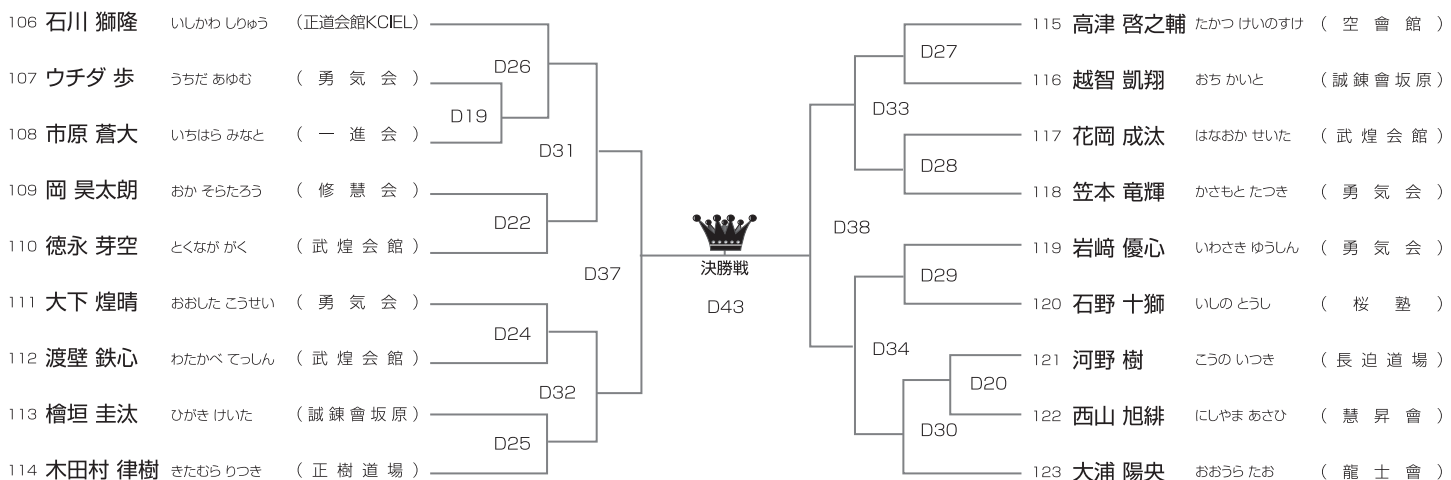 106 石川 獅隆 いしかわ しりゅう (正道会館KCIEL)
107 ウチダ 歩 うちだ あゆむ ( 勇 気 会 )
108 市原 蒼大 いちはら みなと ( 一 進 会 )
109 岡 昊太朗 おか そらたろう ( 修 慧 会 )
110 徳永 芽空 とくなが がく ( 武 煌 会 館 )
111 大下 煌晴 おおした こうせい ( 勇 気 会 )
112 渡壁 鉄心 わたかべ てっしん ( 武 煌 会 館 )
113 檜垣 圭汰 ひがき けいた ( 誠 錬 會 坂 原 )
114 木田村 律樹 きたむら りつき ( 正 樹 道 場 )
D26
D19
D31
D22
D37
D24
D32
D25
決勝戦
D43
D27
D33
D28
D38
D29
D34
D20
D30
115 高津 啓之輔 たかつ けいのすけ ( 空 會 館 )
116 越智 凱翔 おち かいと ( 誠 錬 會 坂 原 )
117 花岡 成汰 はなおか せいた ( 武 煌 会 館 )
118 笠本 竜輝 かさもと たつき ( 勇 気 会 )
119 岩﨑 優心 いわさき ゆうしん ( 勇 気 会 )
120 石野 十獅 いしの とうし ( 桜 塾 )
121 河野 樹 こうの いつき ( 長 迫 道 場 )
122 西山 旭緋 にしやま あさひ ( 慧 昇 會 )
123 大浦 陽央 おおうら たお ( 龍 士 會 )